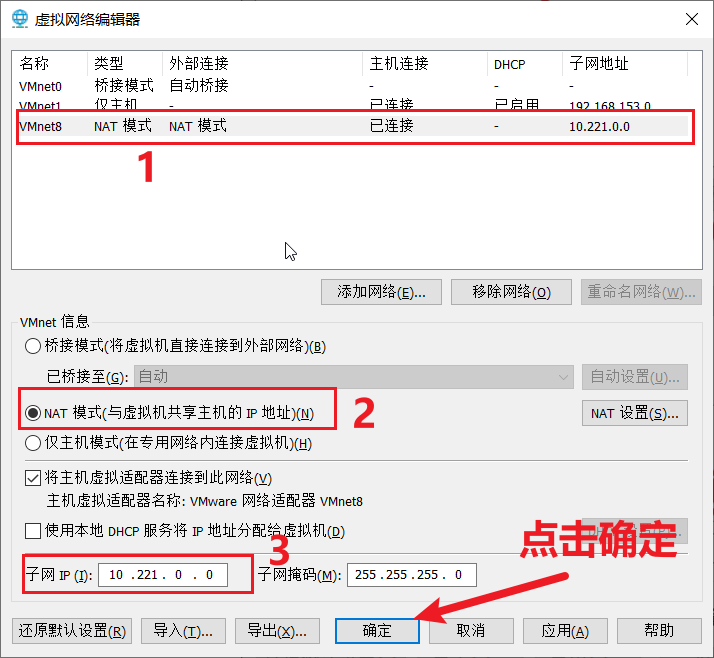 虚拟网络编辑器
名称 类型 外部连接 主机连接 DHCP 子网地址
VMnet0 桥接模式 自动桥接 - - -
VMnet1 仅主机... - 已连接 已启用 192.168.153.0
VMnet8 NAT 模式 NAT 模式 已连接 - 10.221.0.0
1
添加网络(E)... 移除网络(O) 重命名网络(W)...
VMnet 信息
桥接模式(将虚拟机直接连接到外部网络)(B)
已桥接至(G): 自动 自动设置(U)...
NAT 模式(与虚拟机共享主机的 IP 地址)(N) 2 NAT 设置(S)...
仅主机模式(在专用网络内连接虚拟机)(H)
将主机虚拟适配器连接到此网络(V)
主机虚拟适配器名称: VMware 网络适配器 VMnet8
使用本地 DHCP 服务将 IP 地址分配给虚拟机(D)
3 点击确定
子网 IP (I): 10 . 221 . 0 . 0 子网掩码(M): 255 . 255 . 255 . 0
还原默认设置(R) 导入(T)... 导出(X)... 确定 取消 应用(A) 帮助